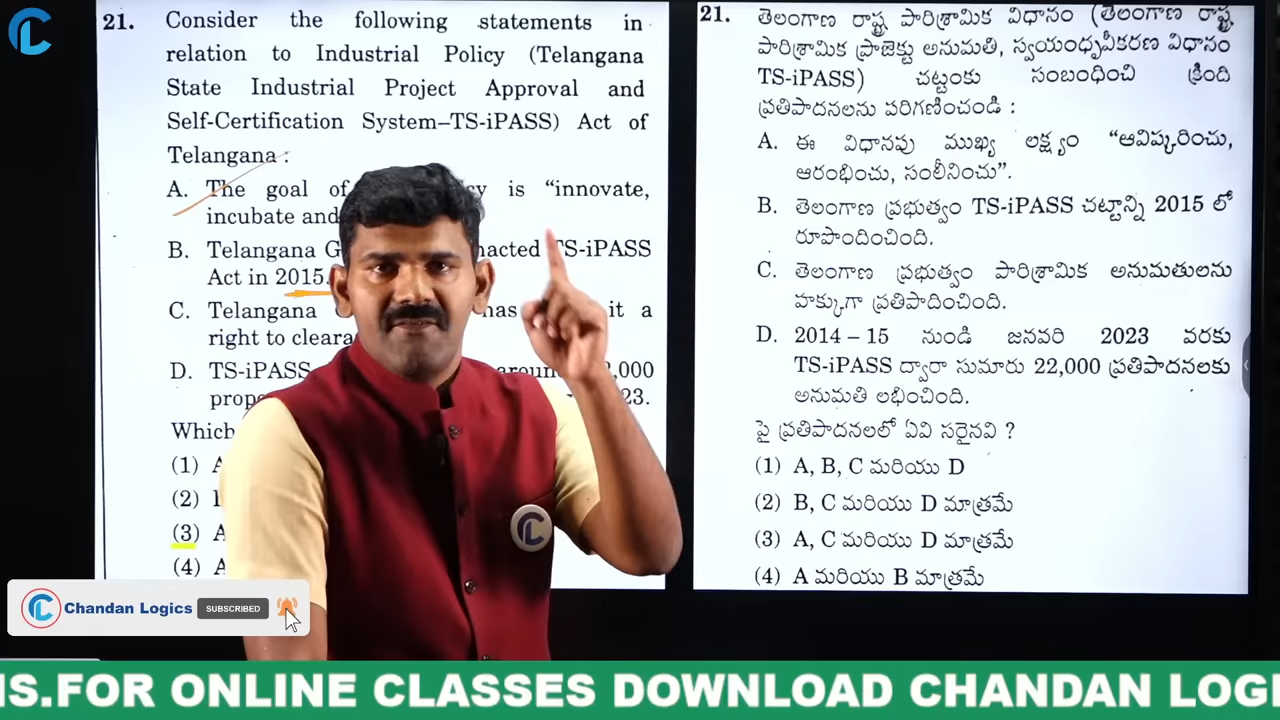 21. Consider the following statements in
relation to Industrial Policy (Telangana
State Industrial Project Approval and
Self-Certification System–TS-iPASS) Act of
Telangana :
A. The goal of is “innovate,
incubate and
B. Telangana TS-iPASS
Act in 2015.
C. Telangana has it a
right to
D. TS-iPASS
23.
Which
(1)
(2)
(3) A
(4) A
21. తెలంగాణ రాష్ట్ర పారిశ్రామిక విధానం (తెలంగాణ రాష్ట్ర
పారిశ్రామిక ప్రాజెక్టు అనుమతి, స్వయంధృవీకరణ విధానం
TS-iPASS) చట్టంకు సంబంధించి క్రింది
ప్రతిపాదనలను పరిగణించండి :
A. ఈ విధానపు ముఖ్య లక్ష్యం “ఆవిష్కరించు,
ఆరంభించు, సంలీనించు”.
B. తెలంగాణ ప్రభుత్వం TS-iPASS చట్టాన్ని 2015 లో
రూపొందించింది.
C. తెలంగాణ ప్రభుత్వం పారిశ్రామిక అనుమతులను
హక్కుగా ప్రతిపాదించింది.
D. 2014 – 15 నుండి జనవరి 2023 వరకు
TS-iPASS ద్వారా సుమారు 22,000 ప్రతిపాదనలకు
అనుమతి లభించింది.
పై ప్రతిపాదనలలో ఏవి సరైనవి ?
(1) A, B, C మరియు D
(2) B, C మరియు D మాత్రమే
(3) A, C మరియు D మాత్రమే
(4) A మరియు B మాత్రమే
Chandan Logics SUBSCRIBED
FOR ONLINE CLASSES DOWNLOAD CHANDAN